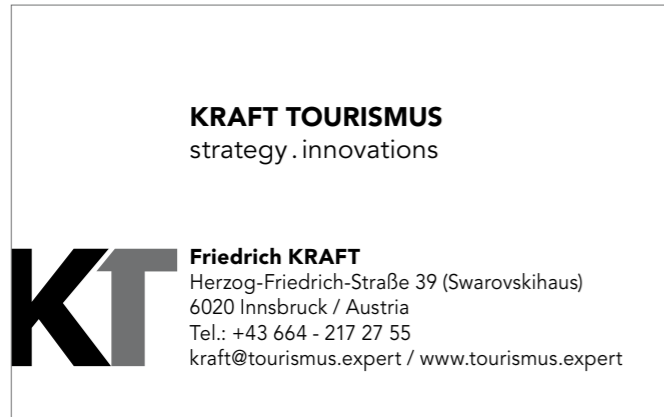 KRAFT TOURISMUS
strategy . innovations
KT
Friedrich KRAFT
Herzog-Friedrich-Straße 39 (Swarovskihaus)
6020 Innsbruck / Austria
Tel.: +43 664 - 217 27 55
kraft@tourismus.expert / www.tourismus.expert